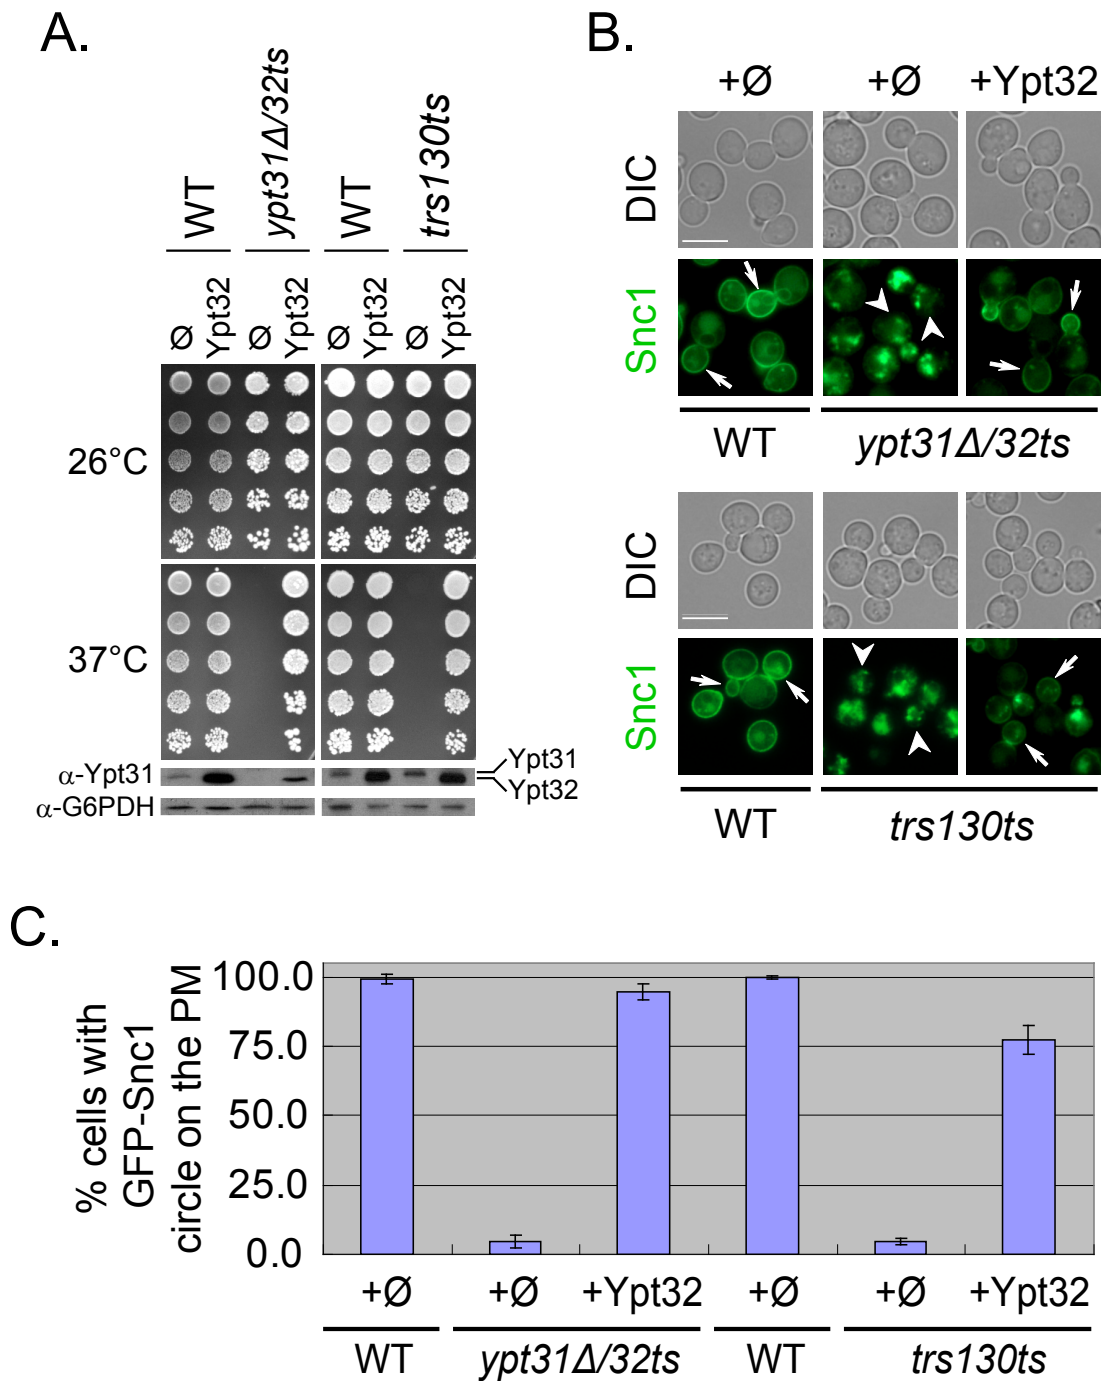 A.
WT
ypt31Δ/32ts
WT
trs130ts
Ø
Ypt32
Ø
Ypt32
Ø
Ypt32
Ø
Ypt32
26°C
37°C
α-Ypt31
Ypt31
Ypt32
α-G6PDH
B.
+Ø
+Ø
+Ypt32
DIC
Snc1
WT
ypt31Δ/32ts
DIC
Snc1
WT
trs130ts
C.
% cells with
GFP-Snc1
circle on the PM
100.0
75.0
50.0
25.0
0.0
+Ø
+Ø
+Ypt32
+Ø
+Ø
+Ypt32
WT
ypt31Δ/32ts
WT
trs130ts